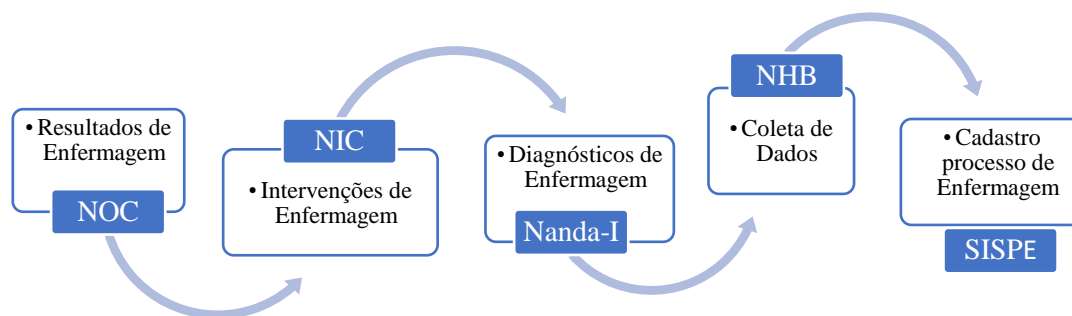 • Resultados de
Enfermagem
NOC
NIC
• Intervenções de
Enfermagem
• Diagnósticos de
Enfermagem
Nanda-I
NHB
• Coleta de
Dados
• Cadastro
processo de
Enfermagem
SISPE